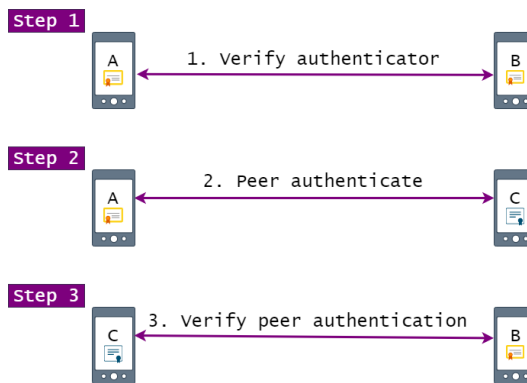 Step 1
A
1. Verify authenticator
B
Step 2
A
2. Peer authenticate
C
Step 3
C
3. Verify peer authentication
B